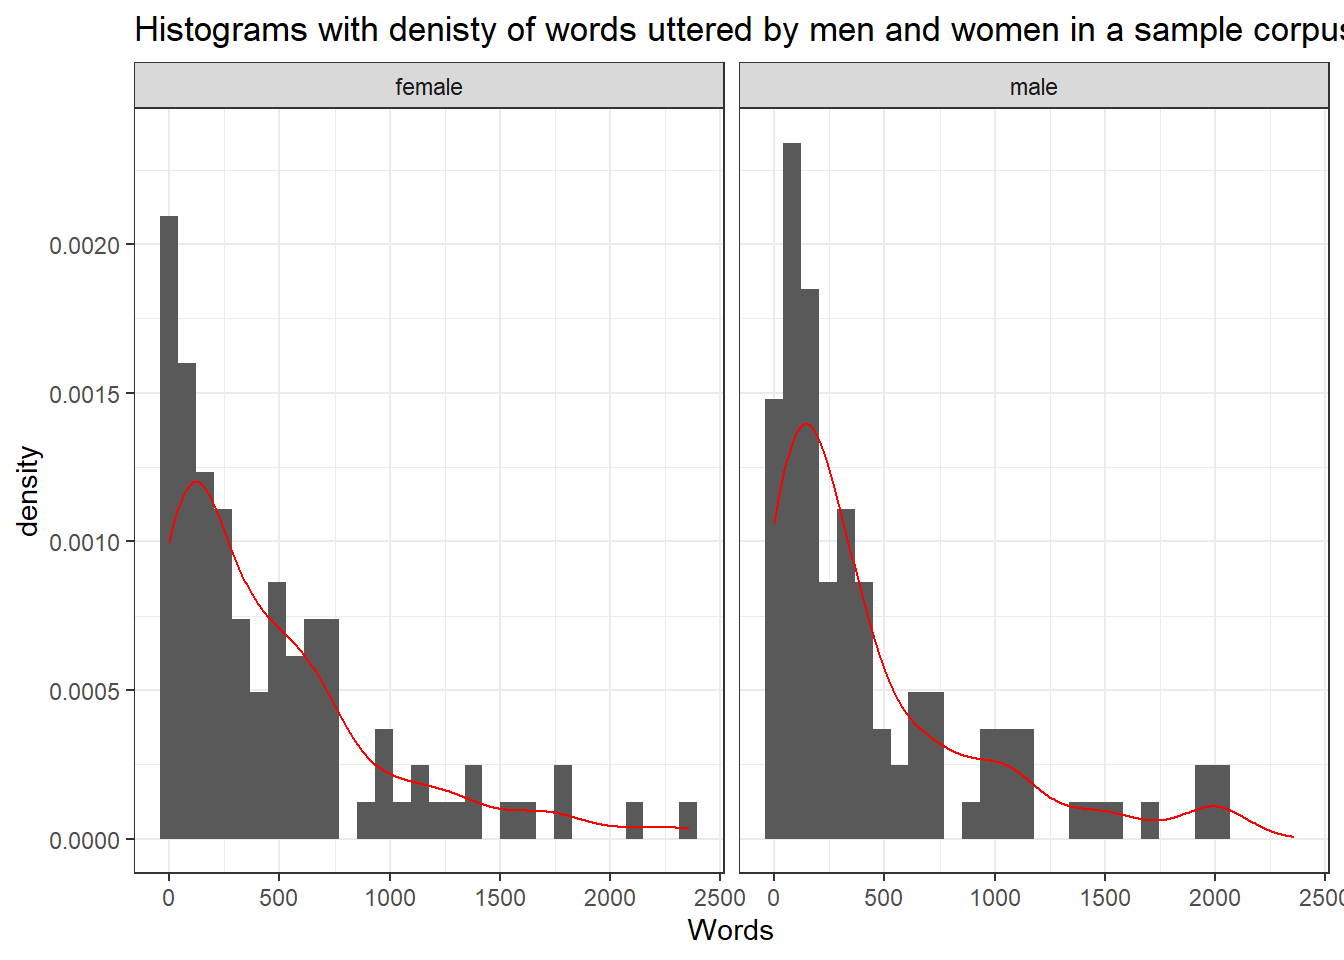 Histograms with denisty of words uttered by men and women in a sample corpus
female
male
density
0.0020
0.0015
0.0010
0.0005
0.0000
0 500 1000 1500 2000 2500
0 500 1000 1500 2000 2500
Words